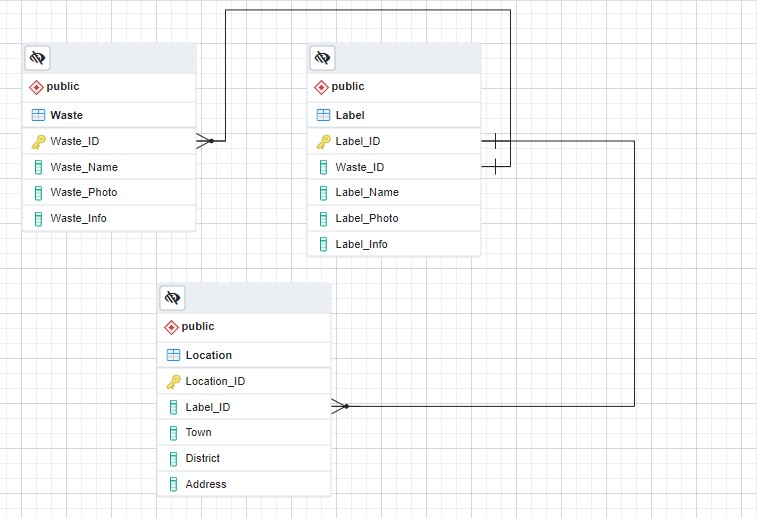 public
Waste
Waste_ID
Waste_Name
Waste_Photo
Waste_Info
public
Label
Label_ID
Waste_ID
Label_Name
Label_Photo
Label_Info
public
Location
Location_ID
Label_ID
Town
District
Address